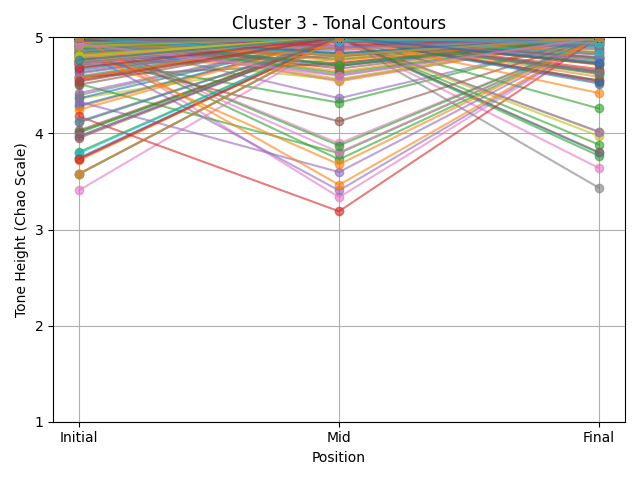 Cluster 3 - Tonal Contours
Tone Height (Chao Scale)
5
4
3
2
1
Initial
Mid
Final
Position